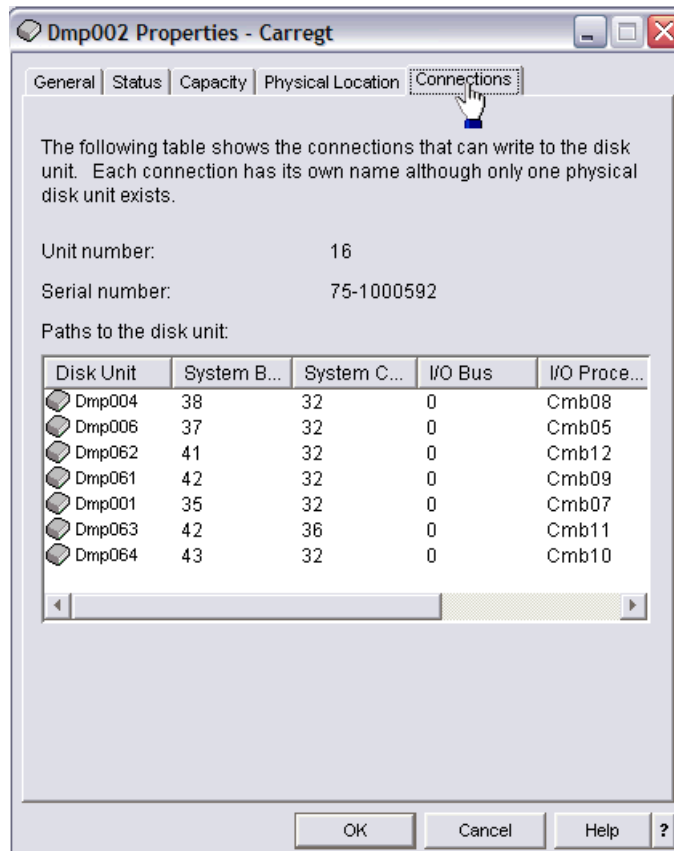 Dmp002 Properties - Carregt
General Status Capacity Physical Location Connections
The following table shows the connections that can write to the disk
unit. Each connection has its own name although only one physical
disk unit exists.
Unit number: 16
Serial number: 75-1000592
Paths to the disk unit:
Disk Unit System B... System C... I/O Bus I/O Proce...
Dmp004 38 32 0 Cmb08
Dmp006 37 32 0 Cmb05
Dmp062 41 32 0 Cmb12
Dmp061 42 32 0 Cmb09
Dmp001 35 32 0 Cmb07
Dmp063 42 36 0 Cmb11
Dmp064 43 32 0 Cmb10
OK Cancel Help ?